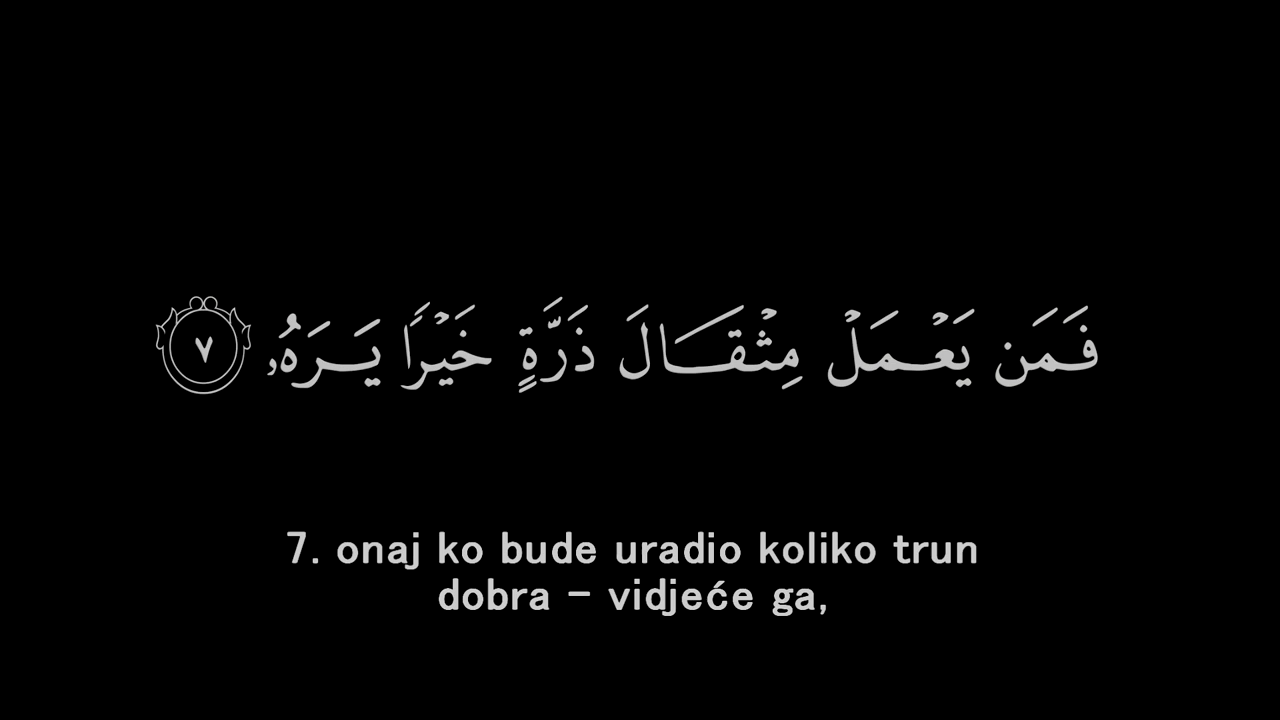 فَمَن يَعْمَلْ مِثْقَالَ ذَرَّةٍ خَيْرًا يَرَهُۥ ٧
7. onaj ko bude uradio koliko trun
dobra – vidjeće ga,